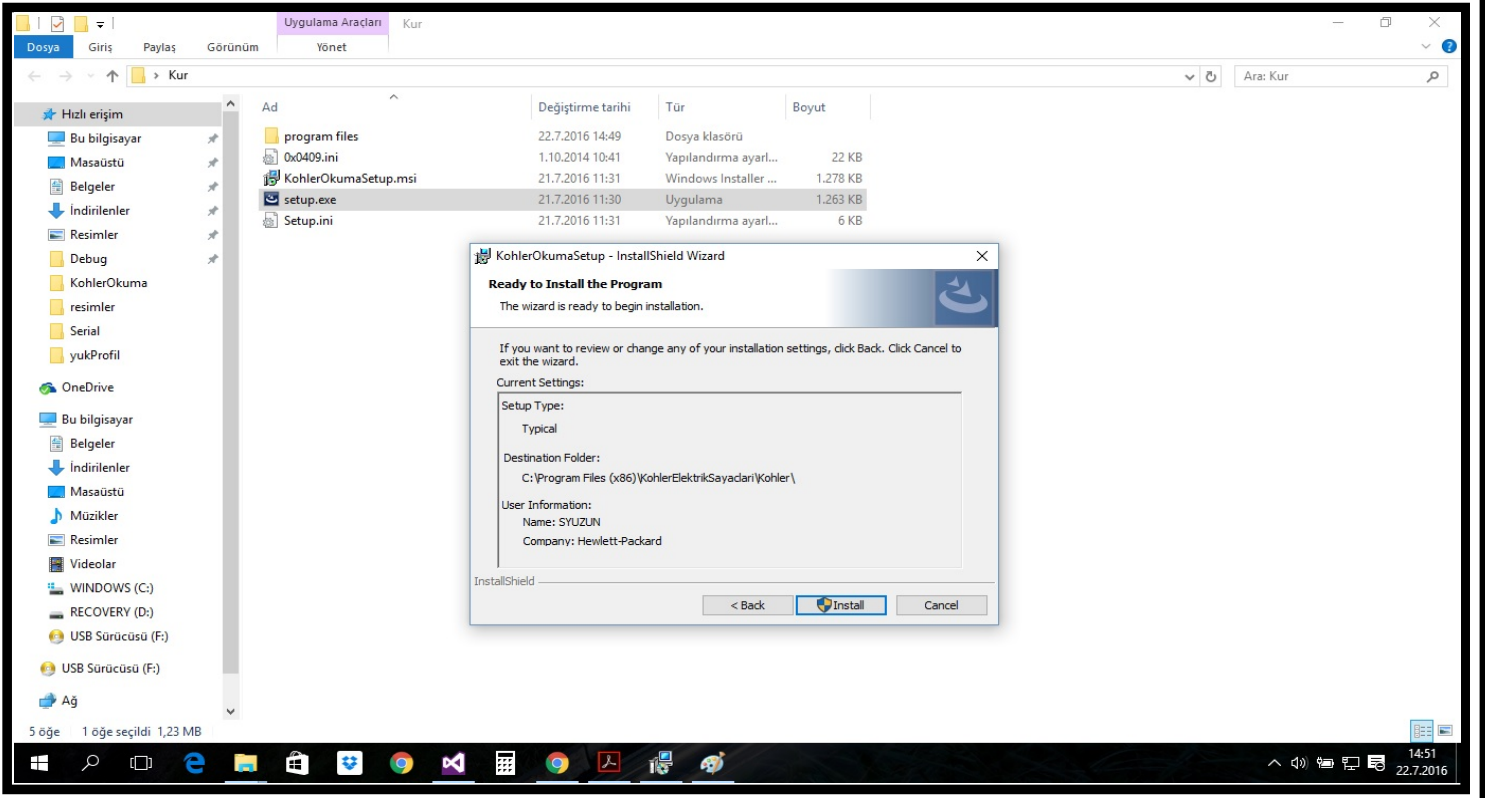 Uygulama Araçları Kur
Dosya Giriş Paylaş Görünüm Yönet
Kur
Ara: Kur
Ad Değiştirme tarihi Tür Boyut
program files 22.7.2016 14:49 Dosya klasörü
0x0409.ini 1.10.2014 10:41 Yapılandırma ayarl... 22 KB
KohlerOkumaSetup.msi 21.7.2016 11:31 Windows Installer ... 1.278 KB
setup.exe 21.7.2016 11:30 Uygulama 1.263 KB
Setup.ini 21.7.2016 11:31 Yapılandırma ayarl... 6 KB
Hızlı erişim
Bu bilgisayar
Masaüstü
Belgeler
İndirilenler
Resimler
Debug
KohlerOkuma
resimler
Serial
yukProfil
OneDrive
Bu bilgisayar
Belgeler
İndirilenler
Masaüstü
Müzikler
Resimler
Videolar
WINDOWS (C:)
RECOVERY (D:)
USB Sürücüsü (F:)
USB Sürücüsü (F:)
Ağ
KohlerOkumaSetup - InstallShield Wizard
Ready to Install the Program
The wizard is ready to begin installation.
If you want to review or change any of your installation settings, click Back. Click Cancel to
exit the wizard.
Current Settings:
Setup Type:
Typical
Destination Folder:
C:\Program Files (x86)\KohlerElektrikSayaclari\Kohler\
User Information:
Name: SYUZUN
Company: Hewlett-Packard
InstallShield
< Back Install Cancel
5 öğe 1 öğe seçildi 1,23 MB
14:51
22.7.2016